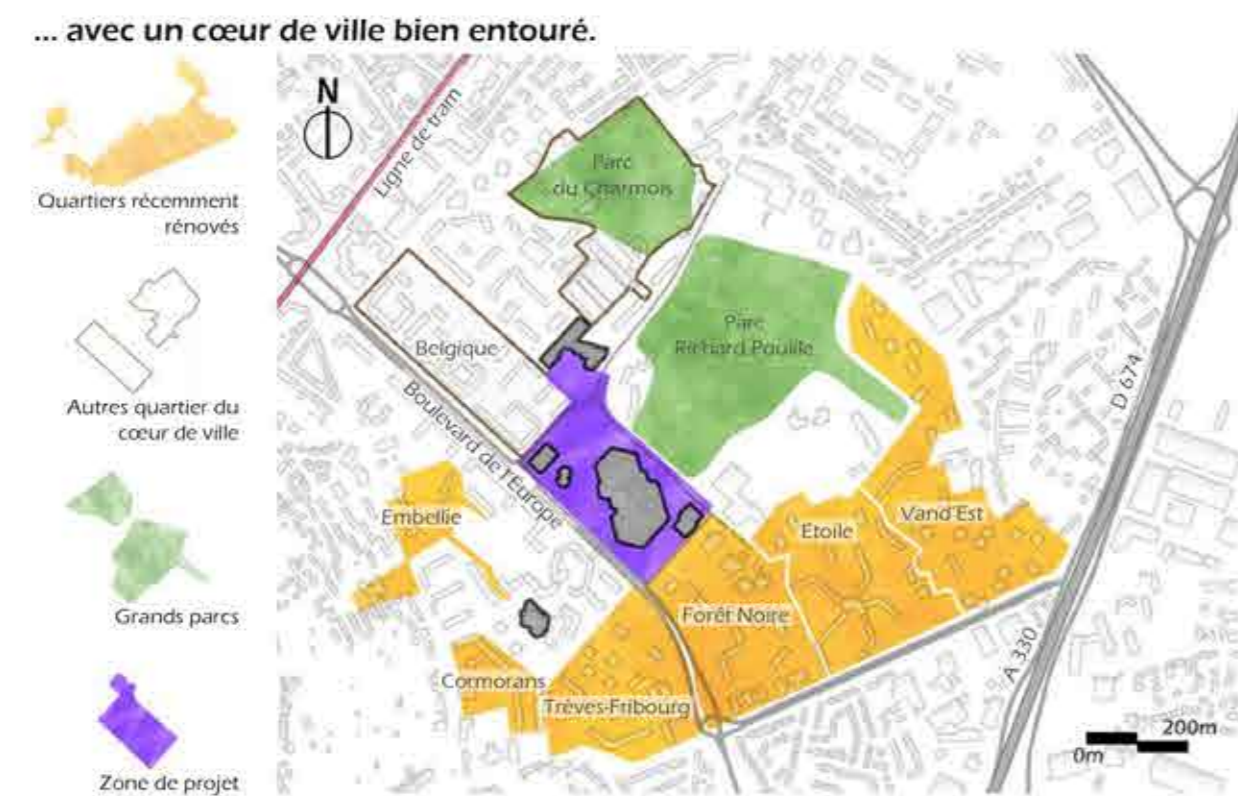 ... avec un cœur de ville bien entouré.
Quartiers récemment
rénovés
Autres quartier du
cœur de ville
Grands parcs
Zone de projet
N
Ligne de tram
Parc
du Charmois
Parc
Richard Pouille
Belgique
Boulevard de l'Europe
D 674
Embellie
Etoile
Vand'Est
Forêt Noire
Cormorans
Trèves-Fribourg
A 330
200m
0m